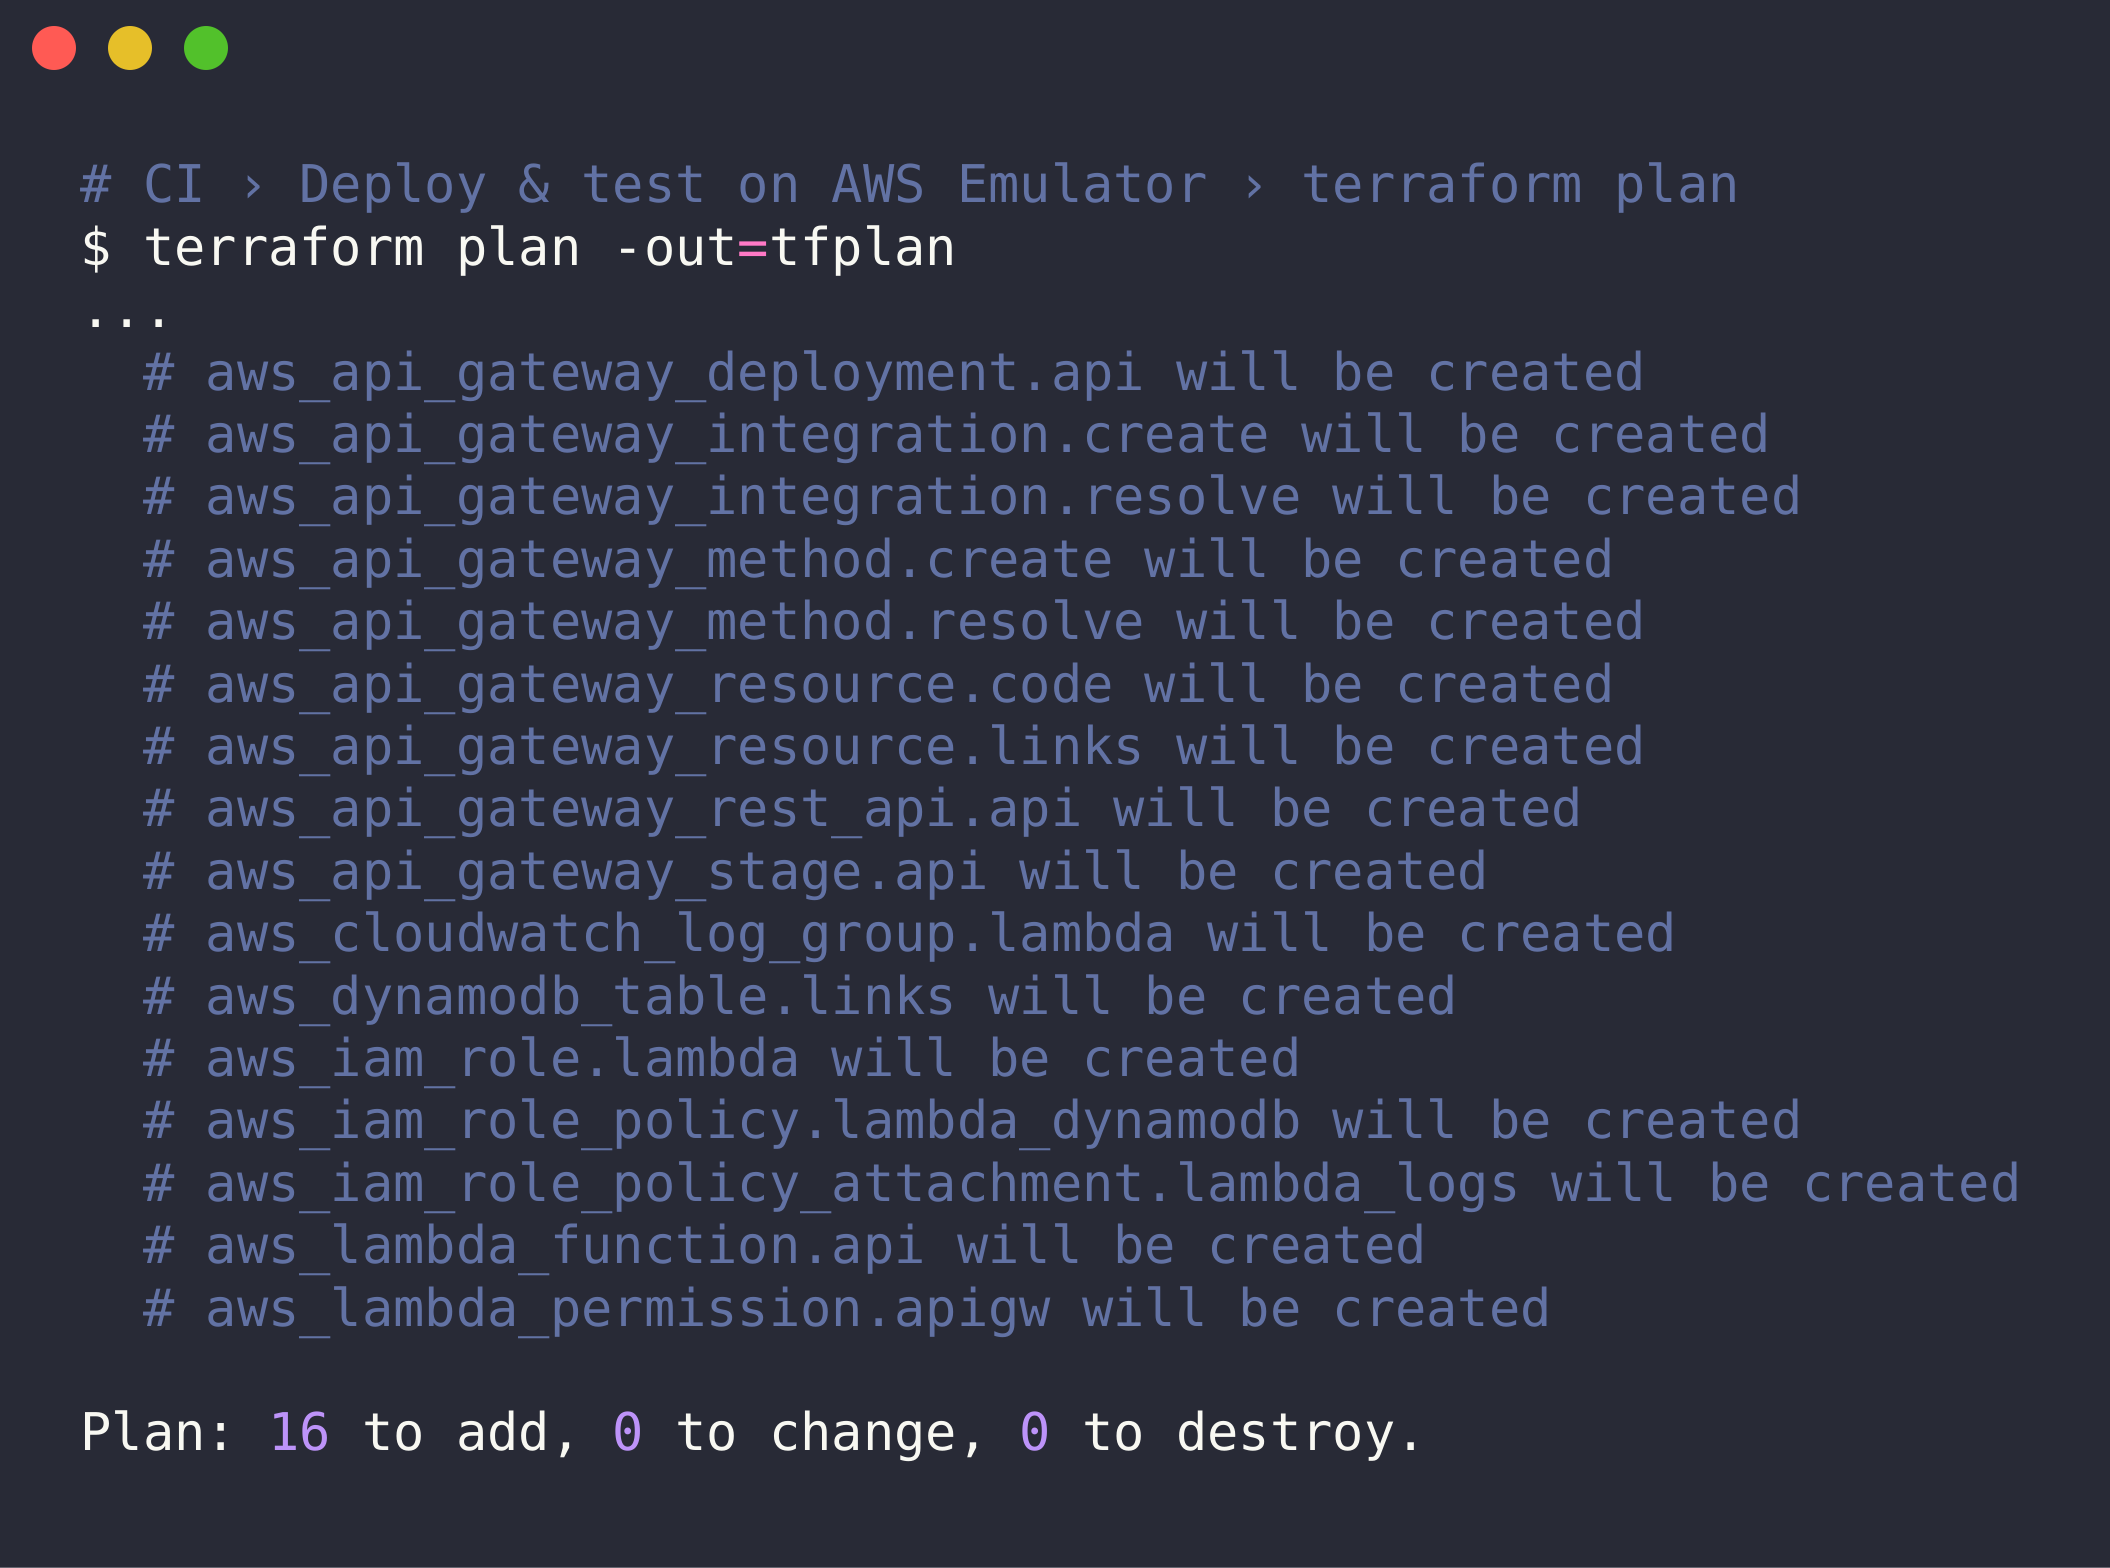 # CI › Deploy & test on AWS Emulator › terraform plan
$ terraform plan -out=tfplan
...
  # aws_api_gateway_deployment.api will be created
  # aws_api_gateway_integration.create will be created
  # aws_api_gateway_integration.resolve will be created
  # aws_api_gateway_method.create will be created
  # aws_api_gateway_method.resolve will be created
  # aws_api_gateway_resource.code will be created
  # aws_api_gateway_resource.links will be created
  # aws_api_gateway_rest_api.api will be created
  # aws_api_gateway_stage.api will be created
  # aws_cloudwatch_log_group.lambda will be created
  # aws_dynamodb_table.links will be created
  # aws_iam_role.lambda will be created
  # aws_iam_role_policy.lambda_dynamodb will be created
  # aws_iam_role_policy_attachment.lambda_logs will be created
  # aws_lambda_function.api will be created
  # aws_lambda_permission.apigw will be created
Plan: 16 to add, 0 to change, 0 to destroy.